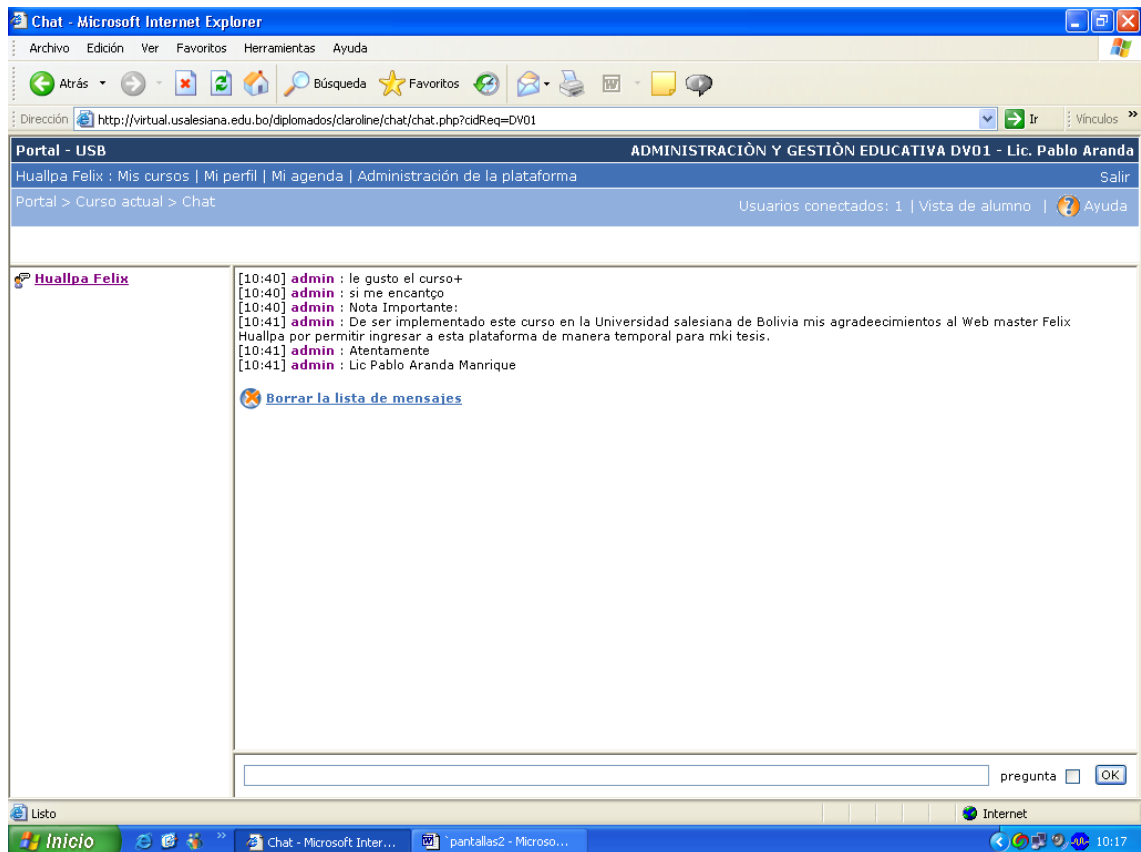 Chat - Microsoft Internet Explorer
Archivo Edición Ver Favoritos Herramientas Ayuda
Atrás Búsqueda Favoritos
Dirección http://virtual.usalesiana.edu.bo/diplomados/claroline/chat/chat.php?cidReq=DV01 Ir Vínculos »
Portal - USB ADMINISTRACIÒN Y GESTIÒN EDUCATIVA DV01 - Lic. Pablo Aranda
Huallpa Felix : Mis cursos | Mi perfil | Mi agenda | Administración de la plataforma Salir
Portal > Curso actual > Chat Usuarios conectados: 1 | Vista de alumno | Ayuda
Huallpa Felix
[10:40] admin : le gusto el curso+
[10:40] admin : si me encantço
[10:40] admin : Nota Importante:
[10:41] admin : De ser implementado este curso en la Universidad salesiana de Bolivia mis agradeecimientos al Web master Felix
Huallpa por permitir ingresar a esta plataforma de manera temporal para mki tesis.
[10:41] admin : Atentamente
[10:41] admin : Lic Pablo Aranda Manrique
Borrar la lista de mensajes
pregunta OK
Listo Internet
Inicio » Chat - Microsoft Inter... `pantallas2 - Microso... 10:17